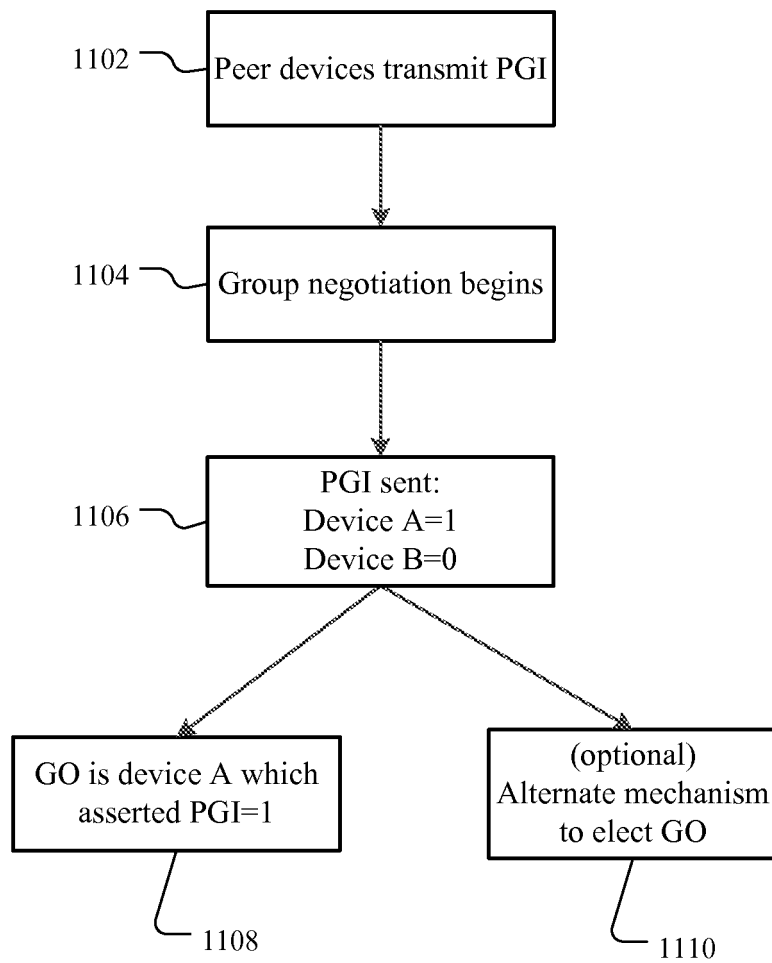 1102
Peer devices transmit PGI
1104
Group negotiation begins
1106
PGI sent:
Device A=1
Device B=0
GO is device A which
asserted PGI=1
(optional)
Alternate mechanism
to elect GO
1108
1110